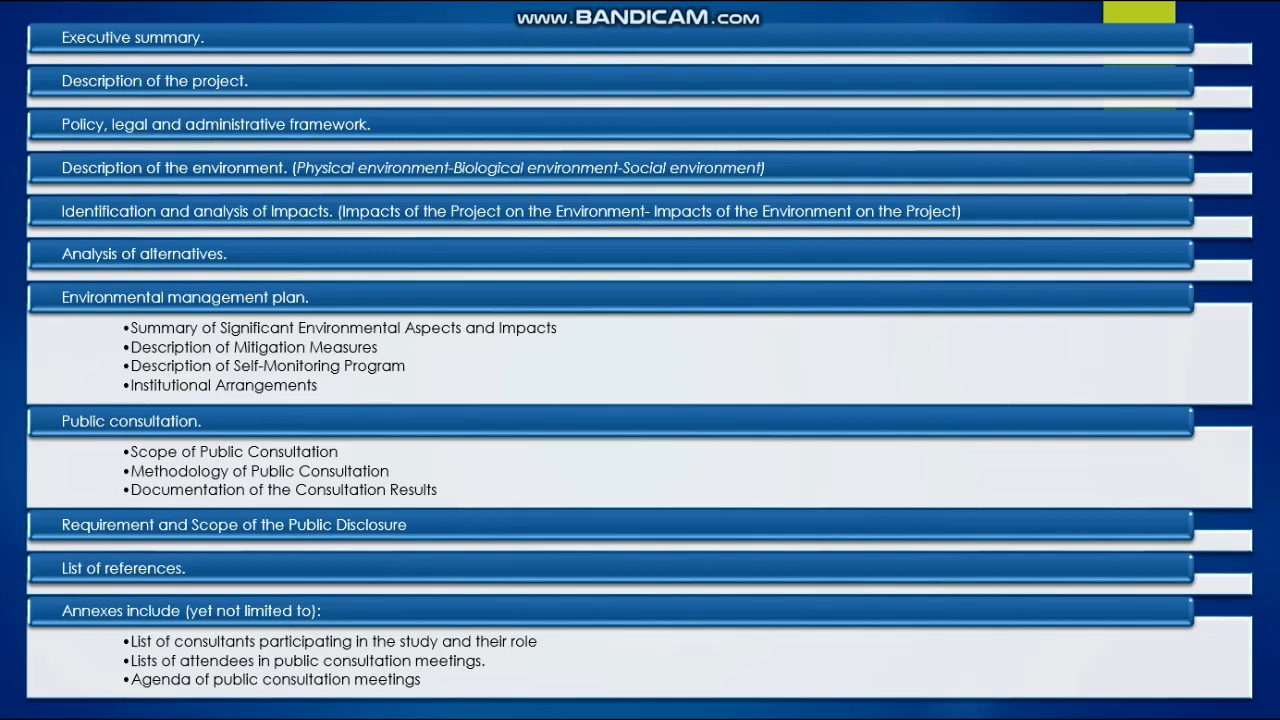 www.BANDICAM.com
Executive summary.
Description of the project.
Policy, legal and administrative framework.
Description of the environment. (Physical environment-Biological environment-Social environment)
Identification and analysis of Impacts. (Impacts of the Project on the Environment- Impacts of the Environment on the Project)
Analysis of alternatives.
Environmental management plan.
•Summary of Significant Environmental Aspects and Impacts
•Description of Mitigation Measures
•Description of Self-Monitoring Program
•Institutional Arrangements
Public consultation.
•Scope of Public Consultation
•Methodology of Public Consultation
•Documentation of the Consultation Results
Requirement and Scope of the Public Disclosure
List of references.
Annexes include (yet not limited to):
•List of consultants participating in the study and their role
•Lists of attendees in public consultation meetings.
•Agenda of public consultation meetings